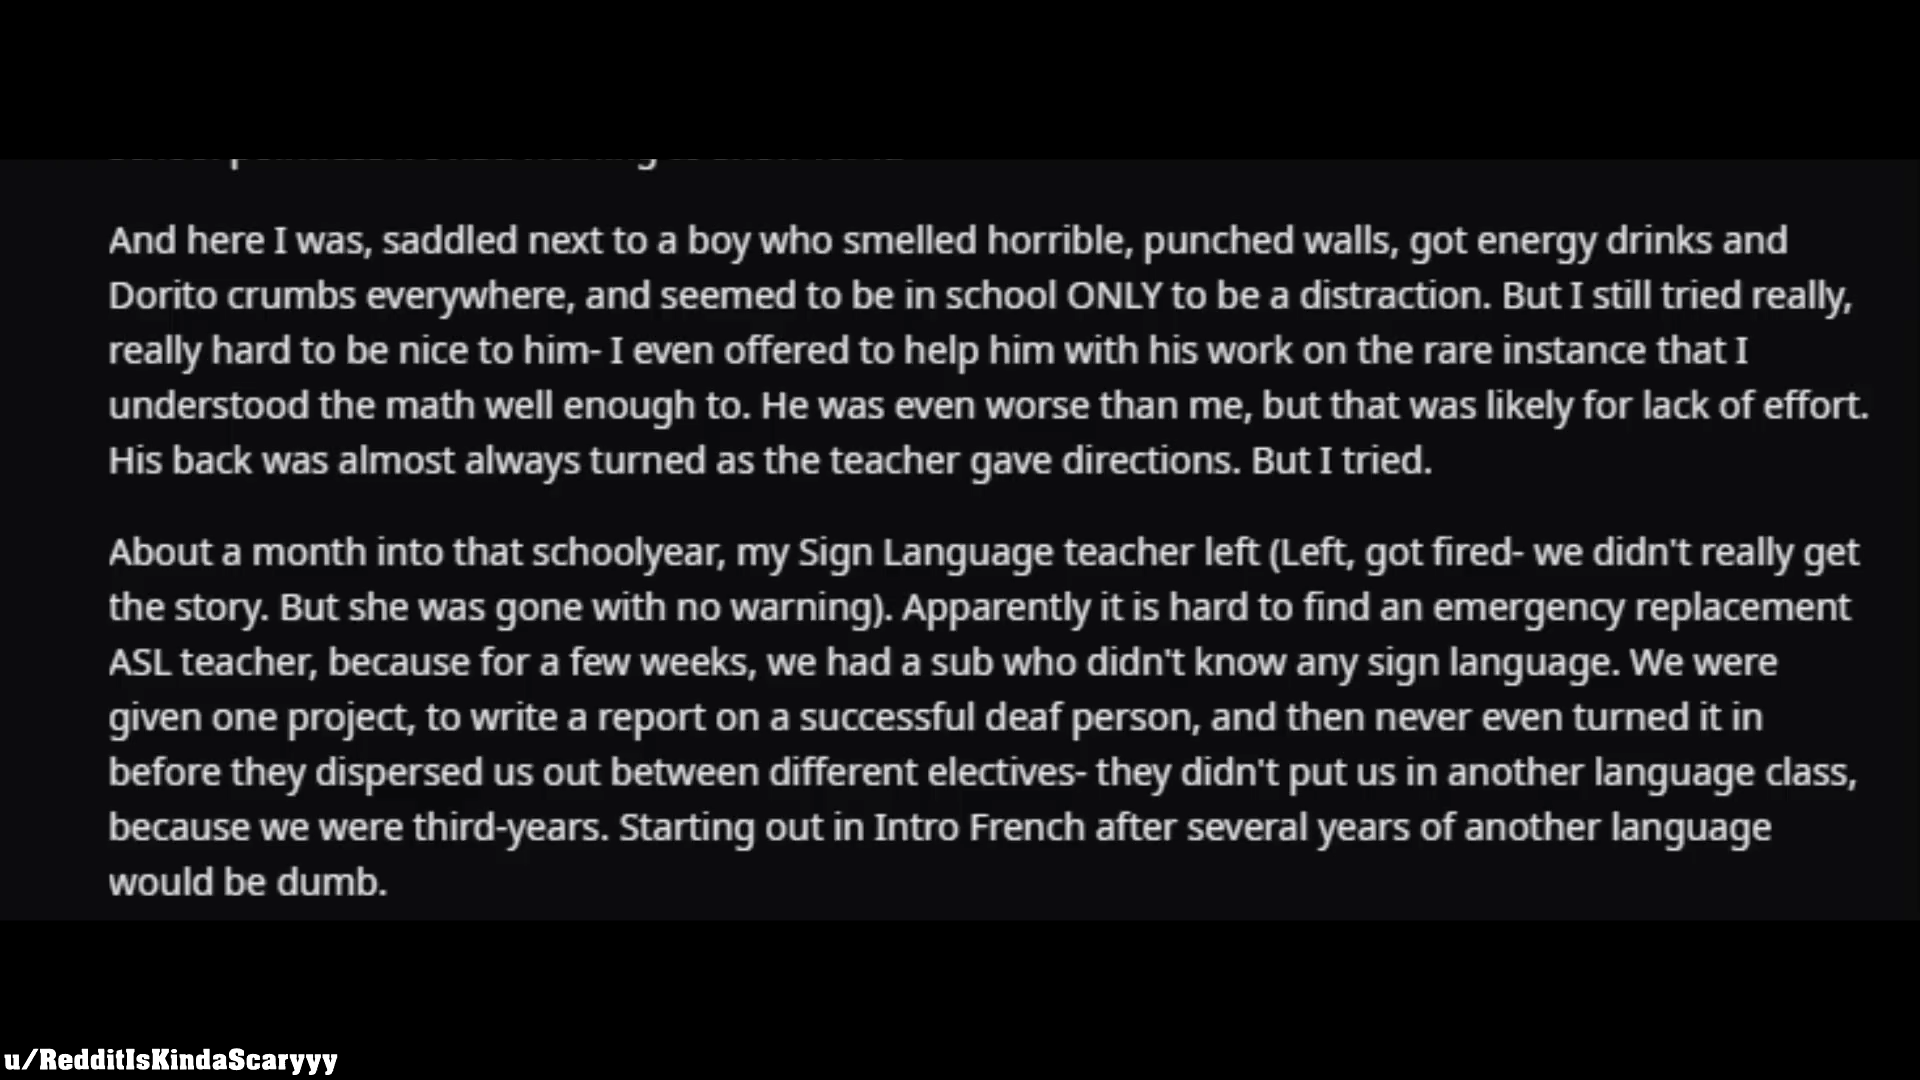 And here I was, saddled next to a boy who smelled horrible, punched walls, got energy drinks and
Dorito crumbs everywhere, and seemed to be in school ONLY to be a distraction. But I still tried really,
really hard to be nice to him- I even offered to help him with his work on the rare instance that I
understood the math well enough to. He was even worse than me, but that was likely for lack of effort.
His back was almost always turned as the teacher gave directions. But I tried.
About a month into that schoolyear, my Sign Language teacher left (Left, got fired- we didn't really get
the story. But she was gone with no warning). Apparently it is hard to find an emergency replacement
ASL teacher, because for a few weeks, we had a sub who didn't know any sign language. We were
given one project, to write a report on a successful deaf person, and then never even turned it in
before they dispersed us out between different electives- they didn't put us in another language class,
because we were third-years. Starting out in Intro French after several years of another language
would be dumb.
u/RedditIsKindaScaryyy